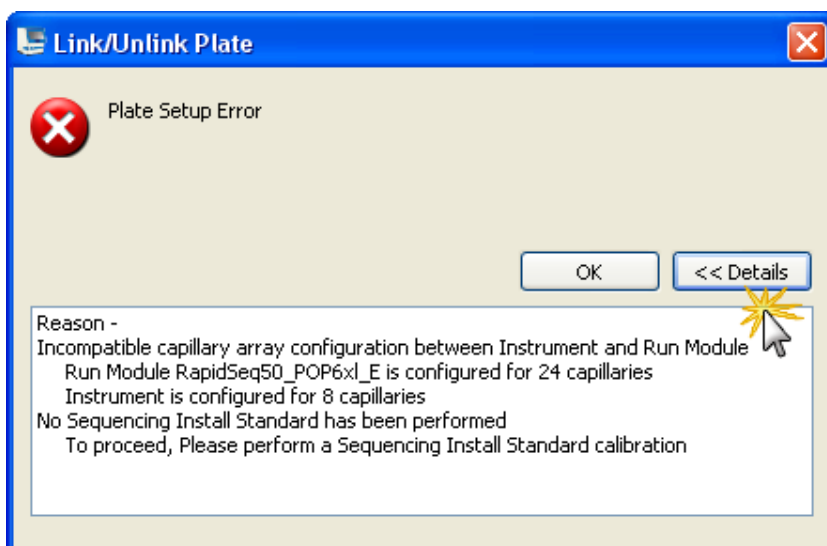 Link/Unlink Plate
Plate Setup Error
OK
<< Details
Reason -
Incompatible capillary array configuration between Instrument and Run Module
Run Module RapidSeq50_POP6xl_E is configured for 24 capillaries
Instrument is configured for 8 capillaries
No Sequencing Install Standard has been performed
To proceed, Please perform a Sequencing Install Standard calibration